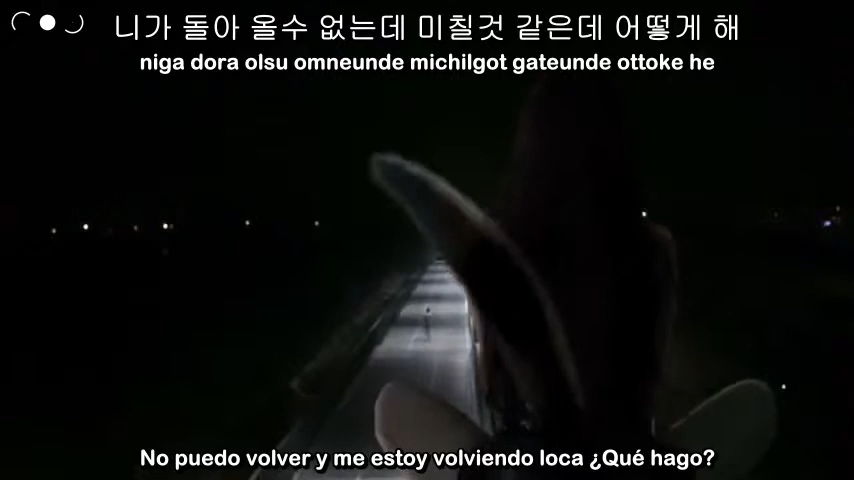 니가 돌아 올수 없는데 미칠것 같은데 어떻게 해
niga dora olsu omneunde michilgot gateunde ottoke he
No puedo volver y me estoy volviendo loca ¿Qué hago?